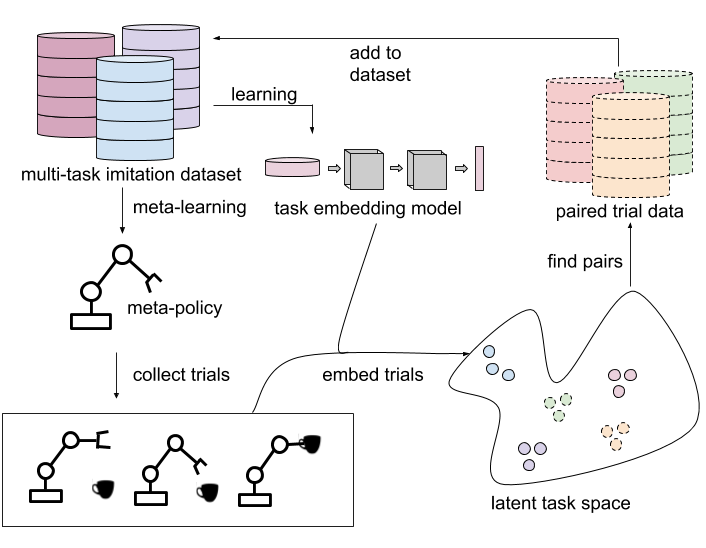 add to
dataset
learning
multi-task imitation dataset
task embedding model
paired trial data
meta-learning
find pairs
meta-policy
collect trials
embed trials
latent task space